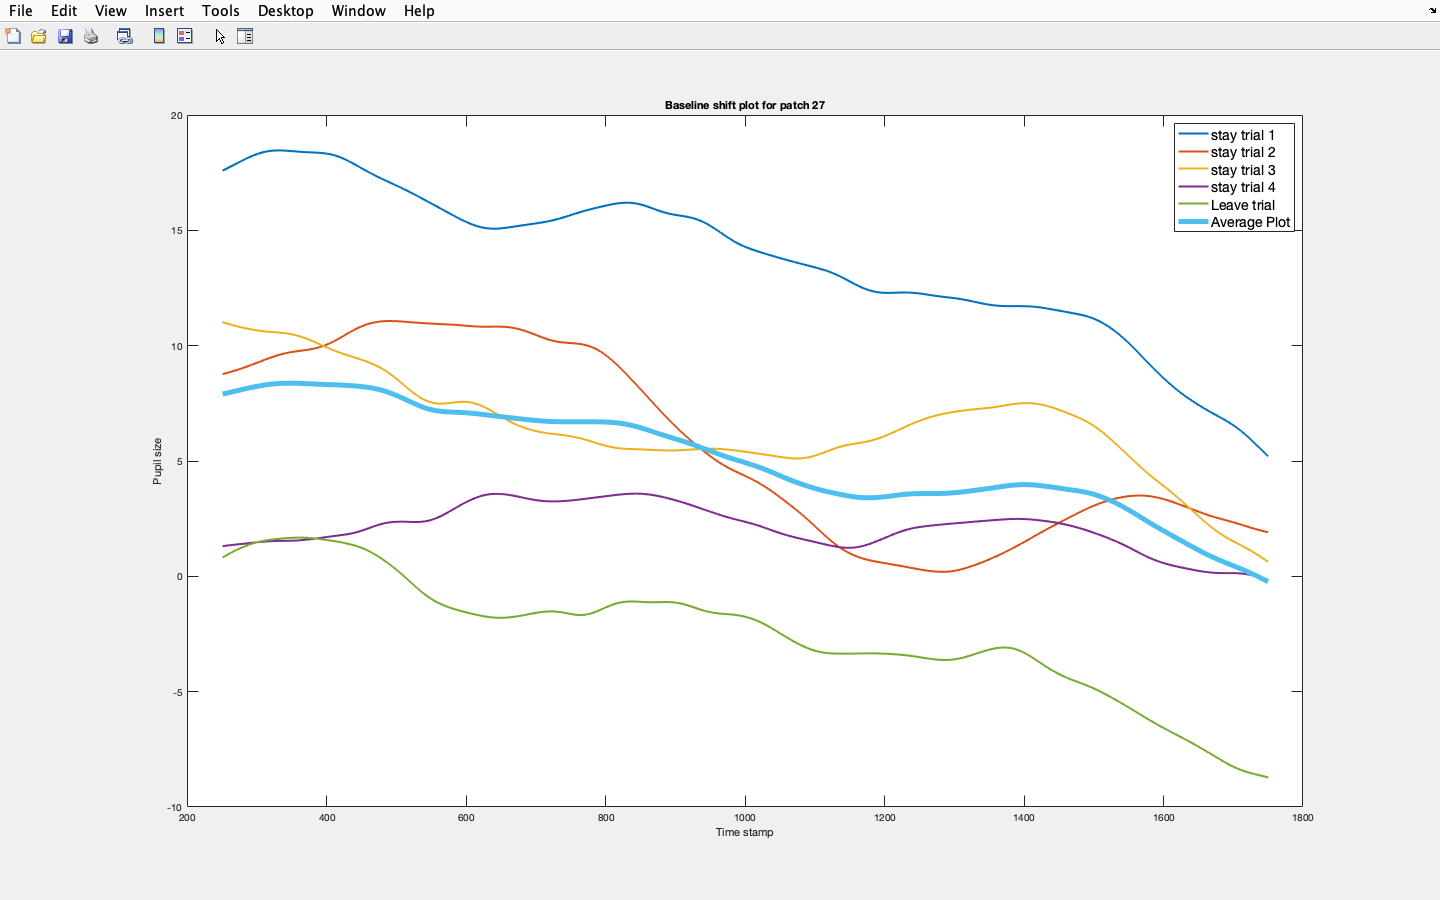 File Edit View Insert Tools Desktop Window Help
Baseline shift plot for patch 27
20
15
10
5
0
-5
-10
Pupil size
stay trial 1
stay trial 2
stay trial 3
stay trial 4
Leave trial
Average Plot
200 400 600 800 1000 1200 1400 1600 1800
Time stamp